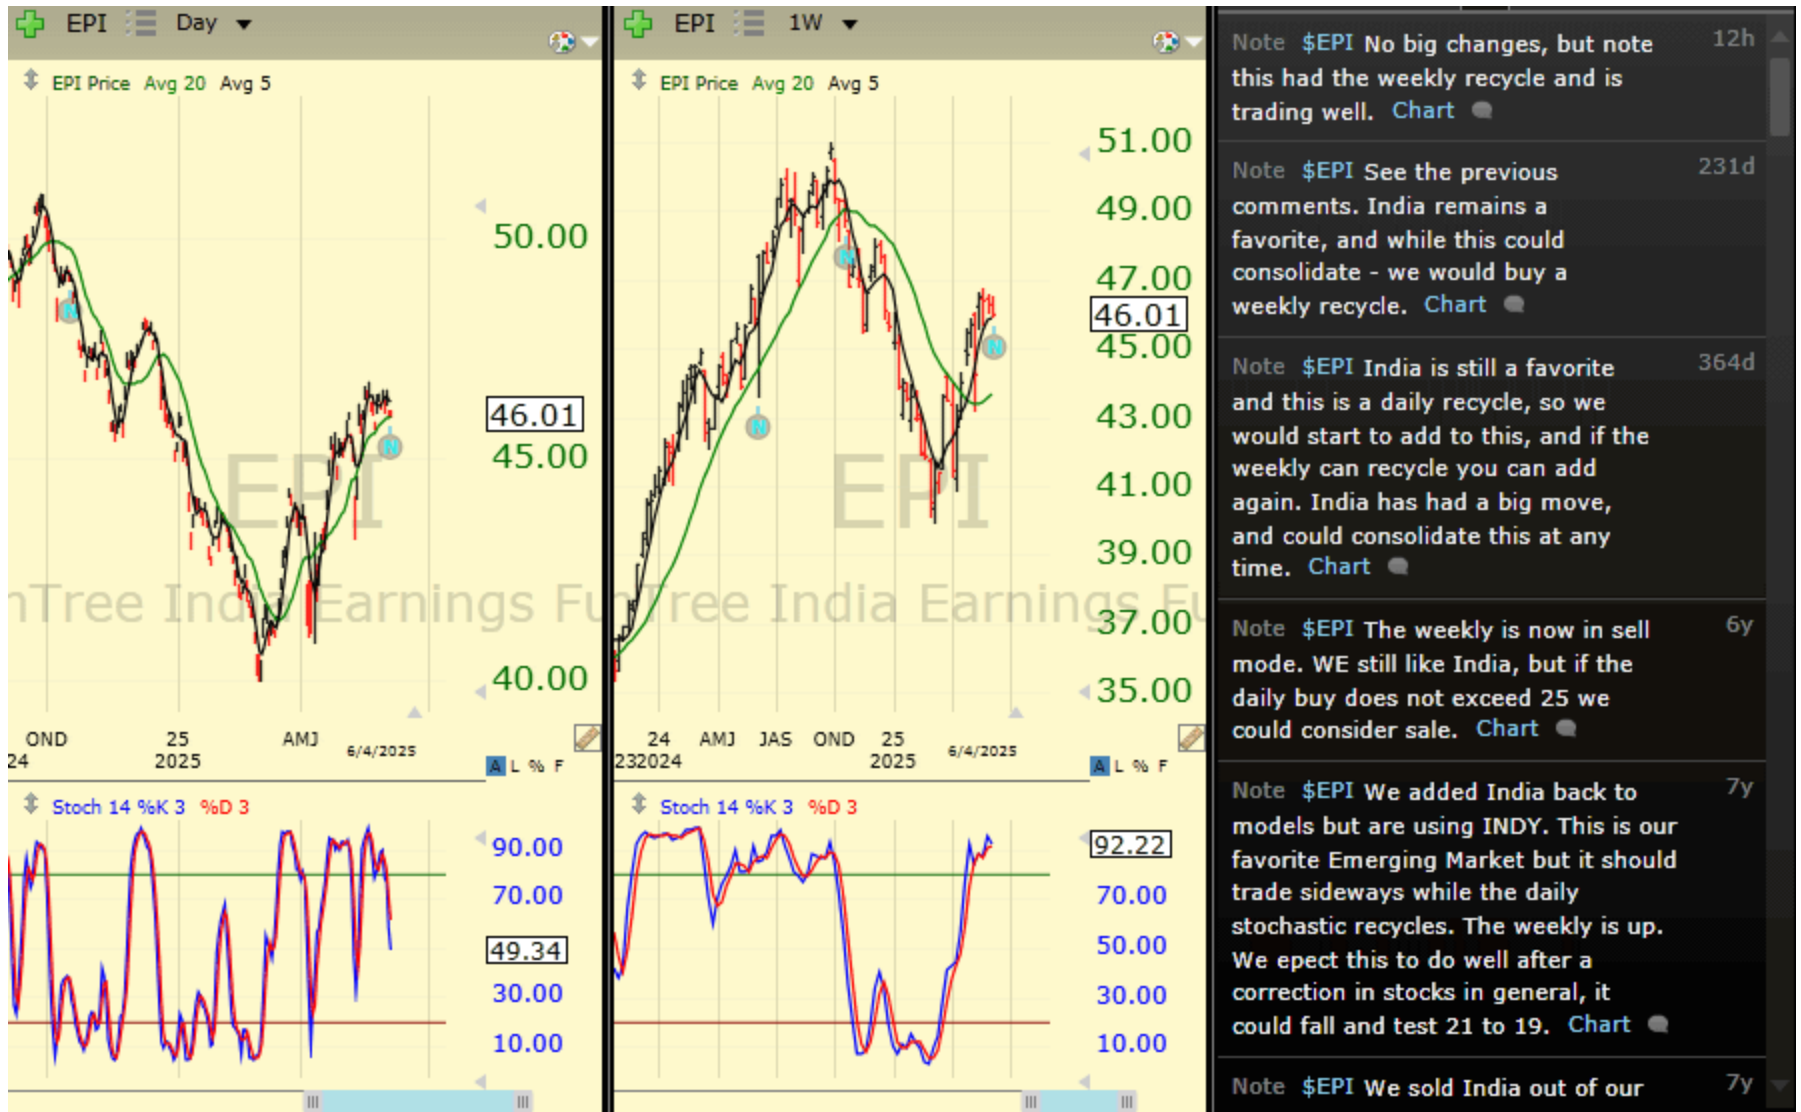 EPI Day
EPI Price Avg 20 Avg 5
50.00
46.01
45.00
40.00
EPI
nTree India Earnings Fu
OND 25 AMJ 6/4/2025
24 2025
A L % F
Stoch 14 %K 3 %D 3
90.00
70.00
49.34
30.00
10.00
N
N
EPI 1W
EPI Price Avg 20 Avg 5
51.00
49.00
47.00
46.01
45.00
43.00
41.00
39.00
37.00
35.00
EPI
Tree India Earnings Fu
N
N
N
24 AMJ JAS OND 25 6/4/2025
232024 2025
A L % F
Stoch 14 %K 3 %D 3
92.22
70.00
50.00
30.00
10.00
Note $EPI No big changes, but note 12h
this had the weekly recycle and is
trading well. Chart
Note $EPI See the previous 231d
comments. India remains a
favorite, and while this could
consolidate - we would buy a
weekly recycle. Chart
Note $EPI India is still a favorite 364d
and this is a daily recycle, so we
would start to add to this, and if the
weekly can recycle you can add
again. India has had a big move,
and could consolidate this at any
time. Chart
Note $EPI The weekly is now in sell 6y
mode. WE still like India, but if the
daily buy does not exceed 25 we
could consider sale. Chart
Note $EPI We added India back to 7y
models but are using INDY. This is our
favorite Emerging Market but it should
trade sideways while the daily
stochastic recycles. The weekly is up.
We epect this to do well after a
correction in stocks in general, it
could fall and test 21 to 19. Chart
Note $EPI We sold India out of our 7y